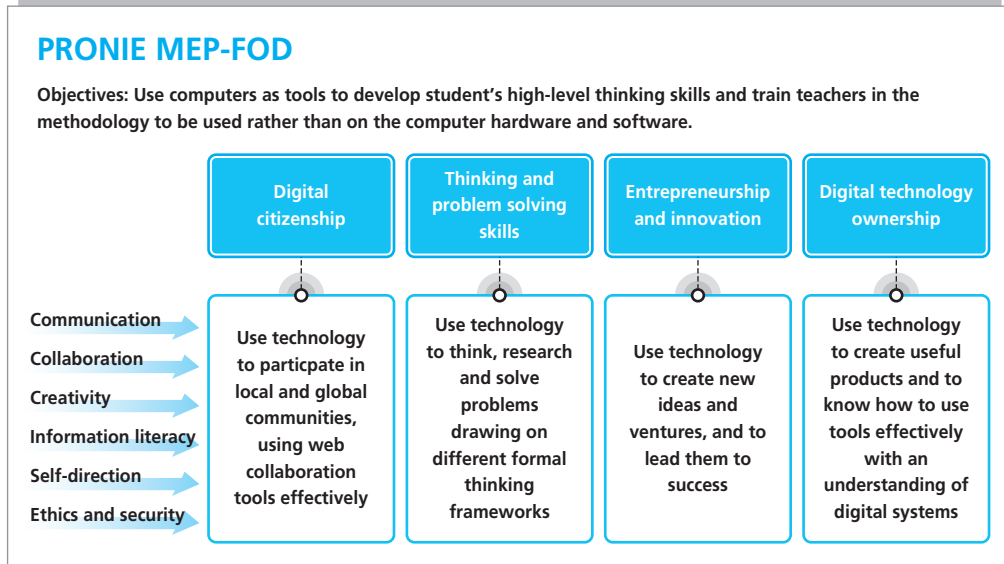 PRONIE MEP-FOD
Objectives: Use computers as tools to develop student's high-level thinking skills and train teachers in the
methodology to be used rather than on the computer hardware and software.
Digital
citizenship
Thinking and
problem solving
skills
Entrepreneurship
and innovation
Digital technology
ownership
Communication
Collaboration
Creativity
Information literacy
Self-direction
Ethics and security
Use technology
to particpate in
local and global
communities,
using web
collaboration
tools effectively
Use technology
to think, research
and solve
problems
drawing on
different formal
thinking
frameworks
Use technology
to create new
ideas and
ventures, and to
lead them to
success
Use technology
to create useful
products and to
know how to use
tools effectively
with an
understanding of
digital systems